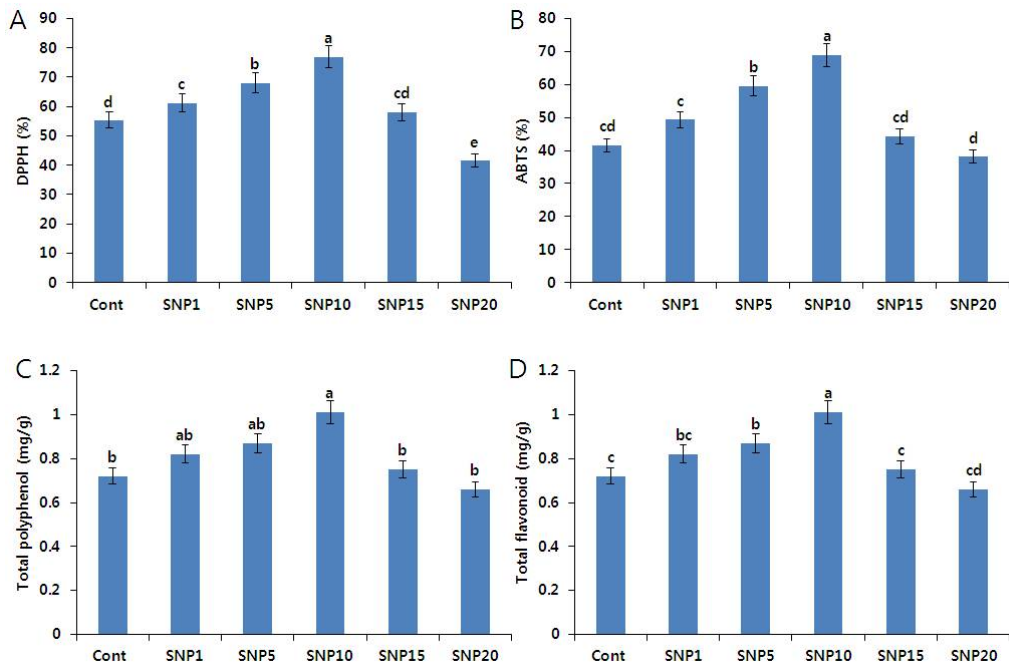 A
DPPH (%)
90
80
70
60
50
40
30
20
10
0
d
c
b
a
cd
e
Cont SNP1 SNP5 SNP10 SNP15 SNP20
B
ABTS (%)
80
70
60
50
40
30
20
10
0
cd
c
b
a
cd
d
Cont SNP1 SNP5 SNP10 SNP15 SNP20
C
Total polyphenol (mg/g)
1.2
1
0.8
0.6
0.4
0.2
0
b
ab
ab
a
b
b
Cont SNP1 SNP5 SNP10 SNP15 SNP20
D
Total flavonoid (mg/g)
1.2
1
0.8
0.6
0.4
0.2
0
c
bc
b
a
c
cd
Cont SNP1 SNP5 SNP10 SNP15 SNP20